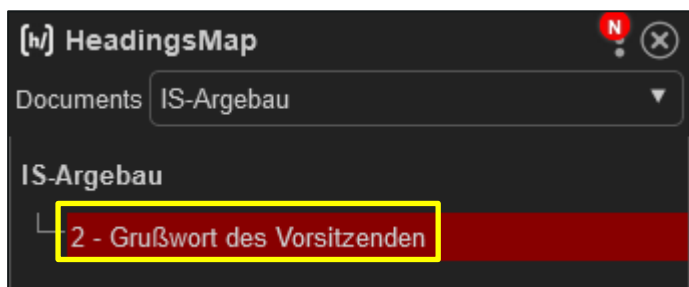 [h/] HeadingsMap
N
Documents IS-Argebau
IS-Argebau
2 - Grußwort des Vorsitzenden